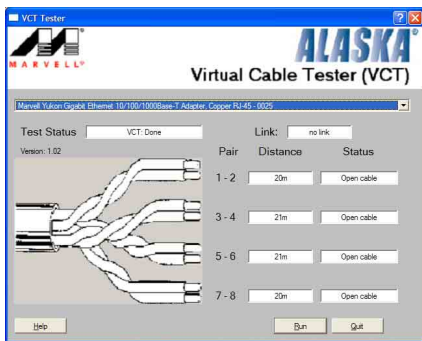 VCT Tester
MARVELL®
ALASKA®
Virtual Cable Tester (VCT)
Marvell Yukon Gigabit Ethernet 10/100/1000Base-T Adapter, Copper RJ-45 - 0025
Test Status VCT: Done Link: no link
Version: 1.02 Pair Distance Status
1 - 2 20m Open cable
3 - 4 21m Open cable
5 - 6 21m Open cable
7 - 8 20m Open cable
Help Run Quit